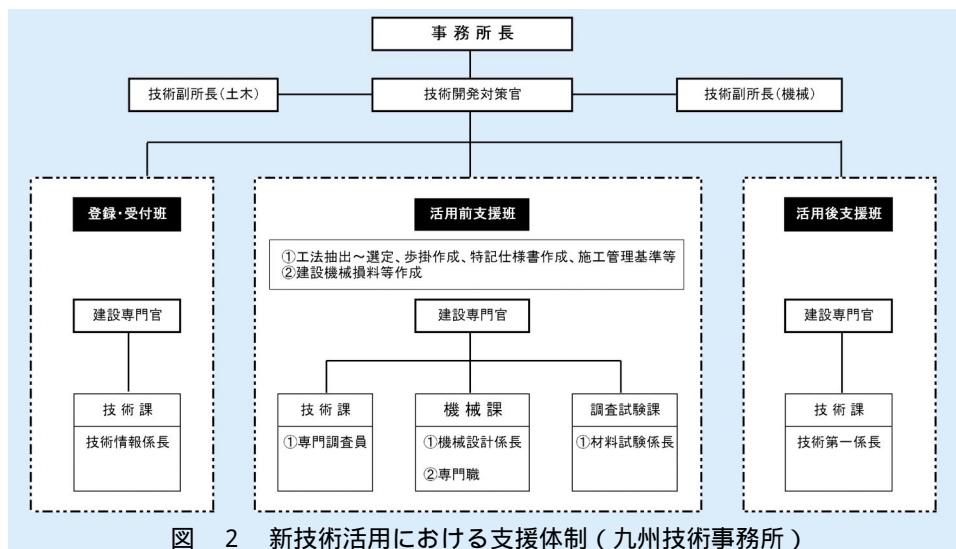 事務所長
技術副所長(土木)
技術開発対策官
技術副所長(機械)
登録・受付班
活用前支援班
活用後支援班
①工法抽出～選定、歩掛作成、特記仕様書作成、施工管理基準等
②建設機械損料等作成
建設専門官
建設専門官
建設専門官
技術課
技術情報係長
技術課
①専門調査員
機械課
①機械設計係長
②専門職
調査試験課
①材料試験係長
技術課
技術第一係長
図 2 新技術活用における支援体制(九州技術事務所)